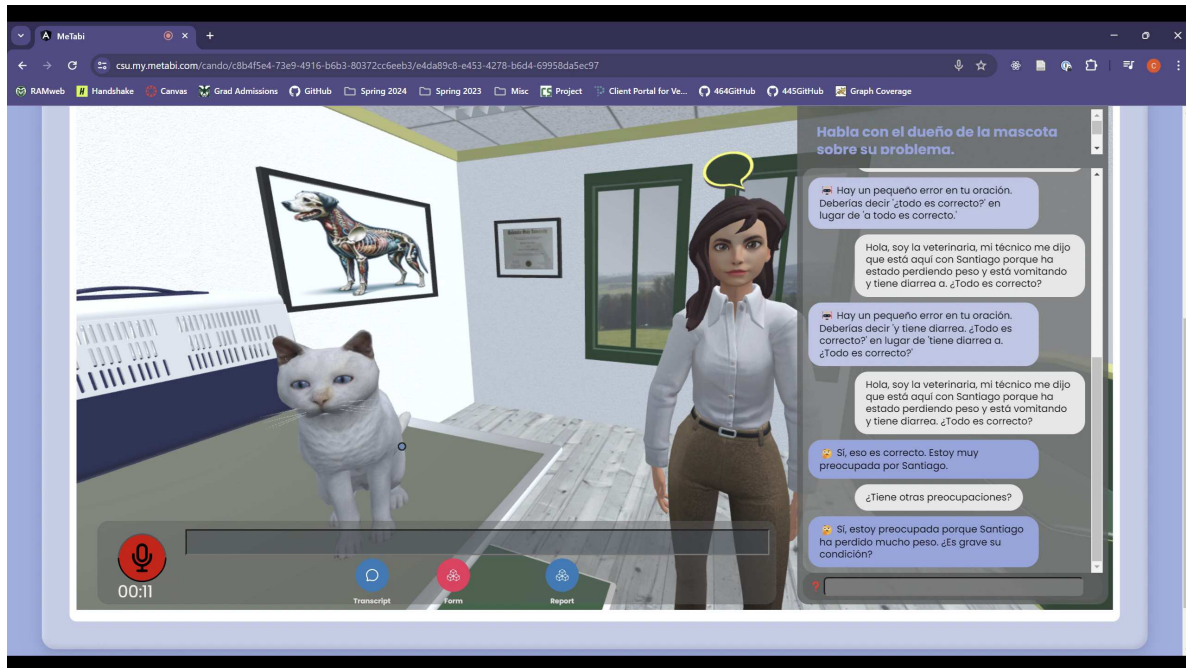 MeTabi
csu.my.metabi.com/cando/c8b4f5e4-73e9-4916-b6b3-80372cc6eeb3/e4da89c8-e453-4278-b6d4-69958da5ec97
RAMweb Handshake Canvas Grad Admissions GitHub Spring 2024 Spring 2023 Misc Project Client Portal for Ve... 464GitHub 445GitHub Graph Coverage
Habla con el dueño de la mascota
sobre su problema.
Hay un pequeño error en tu oración.
Deberías decir '¿todo es correcto?' en
lugar de 'a todo es correcto.'
Hola, soy la veterinaria, mi técnico me dijo
que está aquí con Santiago porque ha
estado perdiendo peso y está vomitando
y tiene diarrea a. ¿Todo es correcto?
Hay un pequeño error en tu oración.
Deberías decir 'y tiene diarrea. ¿Todo es
correcto?' en lugar de 'tiene diarrea a.
¿Todo es correcto?'
Hola, soy la veterinaria, mi técnico me dijo
que está aquí con Santiago porque ha
estado perdiendo peso y está vomitando
y tiene diarrea. ¿Todo es correcto?
Sí, eso es correcto. Estoy muy
preocupada por Santiago.
¿Tiene otras preocupaciones?
Sí, estoy preocupada porque Santiago
ha perdido mucho peso. ¿Es grave su
condición?
00:11
Transcript Form Report